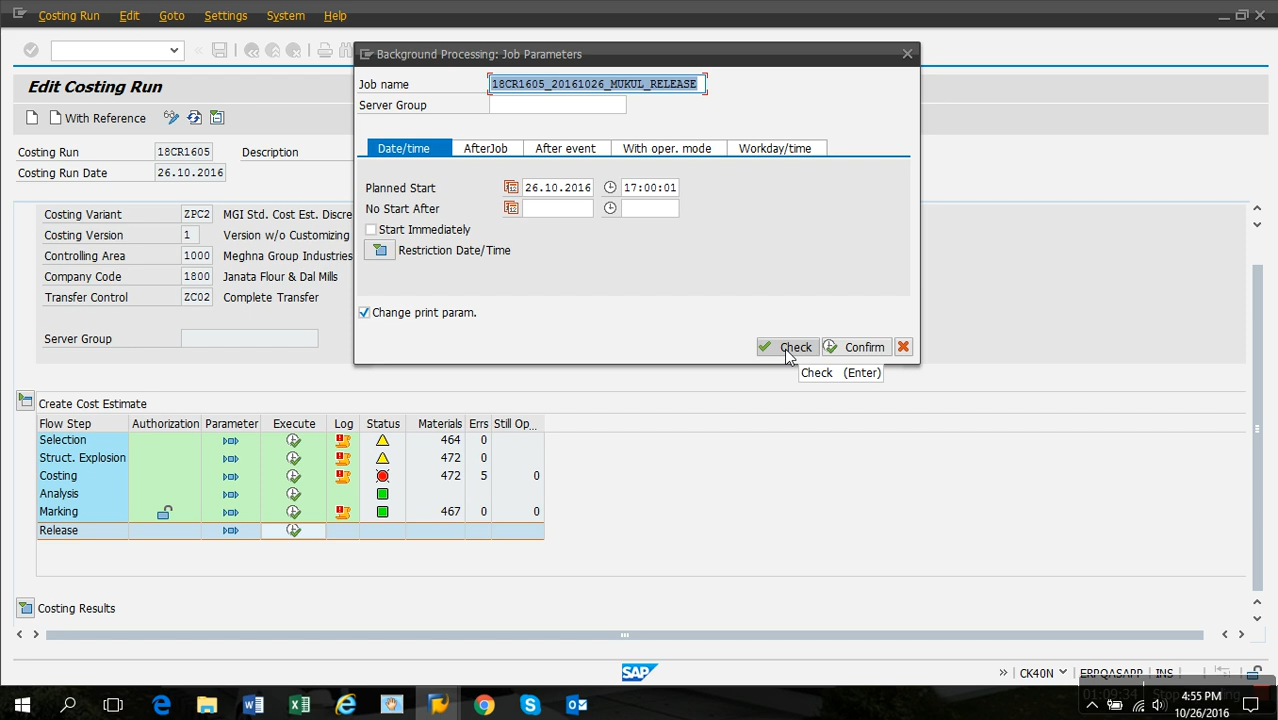 Costing Run Edit Goto Settings System Help
Background Processing: Job Parameters
Job name 18CR1605_20161026_MUKUL_RELEASE
Server Group
Date/time AfterJob After event With oper. mode Workday/time
Planned Start 26.10.2016 17:00:01
No Start After
Start Immediately
Restriction Date/Time
Change print param.
Check Confirm
Check (Enter)
Edit Costing Run
With Reference
Costing Run 18CR1605 Description
Costing Run Date 26.10.2016
Costing Variant ZPC2 MGI Std. Cost Est. Discre
Costing Version 1 Version w/o Customizing
Controlling Area 1000 Meghna Group Industries
Company Code 1800 Janata Flour & Dal Mills
Transfer Control ZC02 Complete Transfer
Server Group
Create Cost Estimate
Flow Step Authorization Parameter Execute Log Status Materials Errs Still Op...
Selection 464 0
Struct. Explosion 472 0
Costing 472 5 0
Analysis
Marking 467 0 0
Release
Costing Results
SAP CK40N ERPQASAPP INS
01:09:34
4:55 PM
10/26/2016